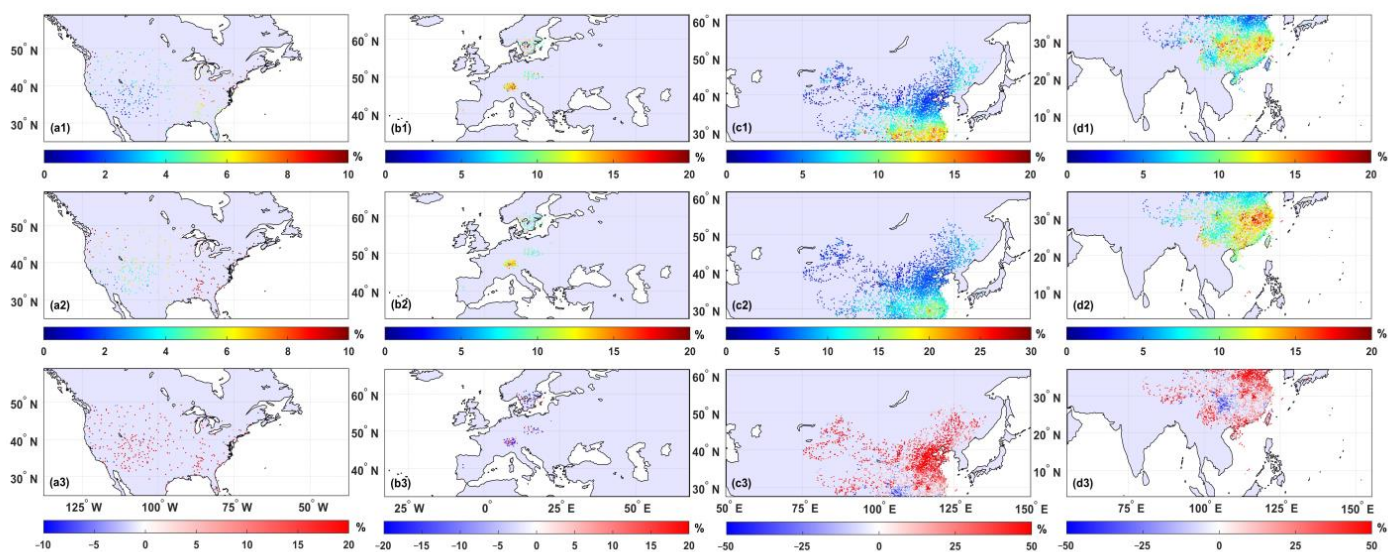 60° N 60° N 60° N
50° N 60° N 50° N 30° N
40° N 50° N 40° N 20° N
30° N 40° N 30° N 10° N
(a1) (b1) (c1) (d1)
% % % %
0 2 4 6 8 10 0 5 10 15 20 0 5 10 15 20 0 5 10 15 20
60° N 60° N 60° N
50° N 50° N 50° N 30° N
40° N 40° N 40° N 20° N
30° N 30° N 10° N
(a2) (b2) (c2) (d2)
% % % %
0 2 4 6 8 10 0 5 10 15 20 0 5 10 15 20 25 30 0 5 10 15 20
60° N 60° N 60° N
50° N 50° N 50° N 30° N
40° N 40° N 40° N 20° N
30° N 30° N 10° N
(a3) (b3) (c3) (d3)
125° W 100° W 75° W 50° W 25° W 0° 25° E 50° E 50° E 75° E 100° E 125° E 150° E 75° E 100° E 125° E 150° E
% % % %
−10 −5 0 5 10 15 20 −20 −15 −10 −5 0 5 10 15 20 −50 0 50 −50 0 50